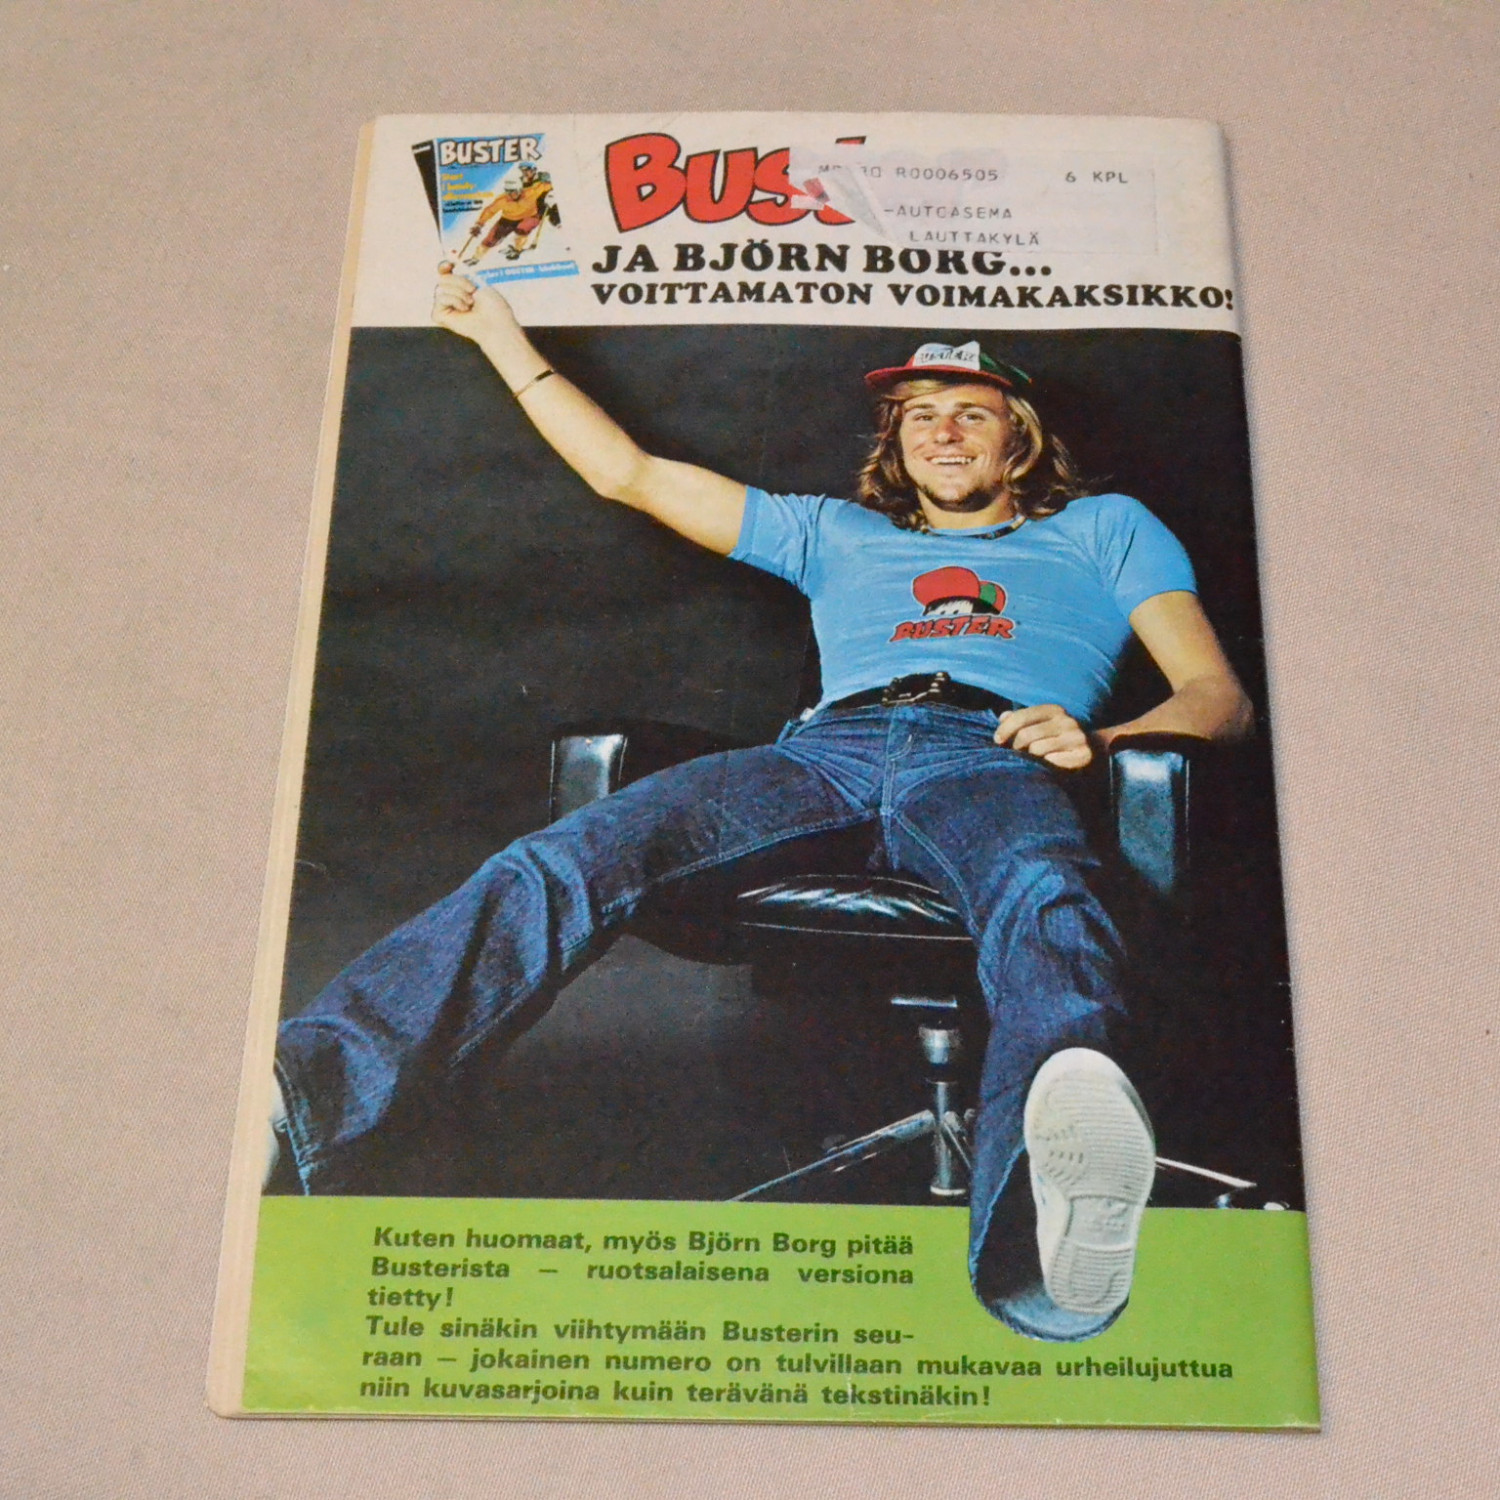 BUSTER
R0006505 6 KPL
-AUTOASEMA
LAUTTAKYLÄ
JA BJÖRN BORG...
VOITTAMATON VOIMAKAKSIKKO!
BUSTER
Kuten huomaat, myös Björn Borg pitää
Busterista — ruotsalaisena versiona
tietty!
Tule sinäkin viihtymään Busterin seu-
raan — jokainen numero on tulvillaan mukavaa urheilujuttua
niin kuvasarjoina kuin terävänä tekstinäkin!